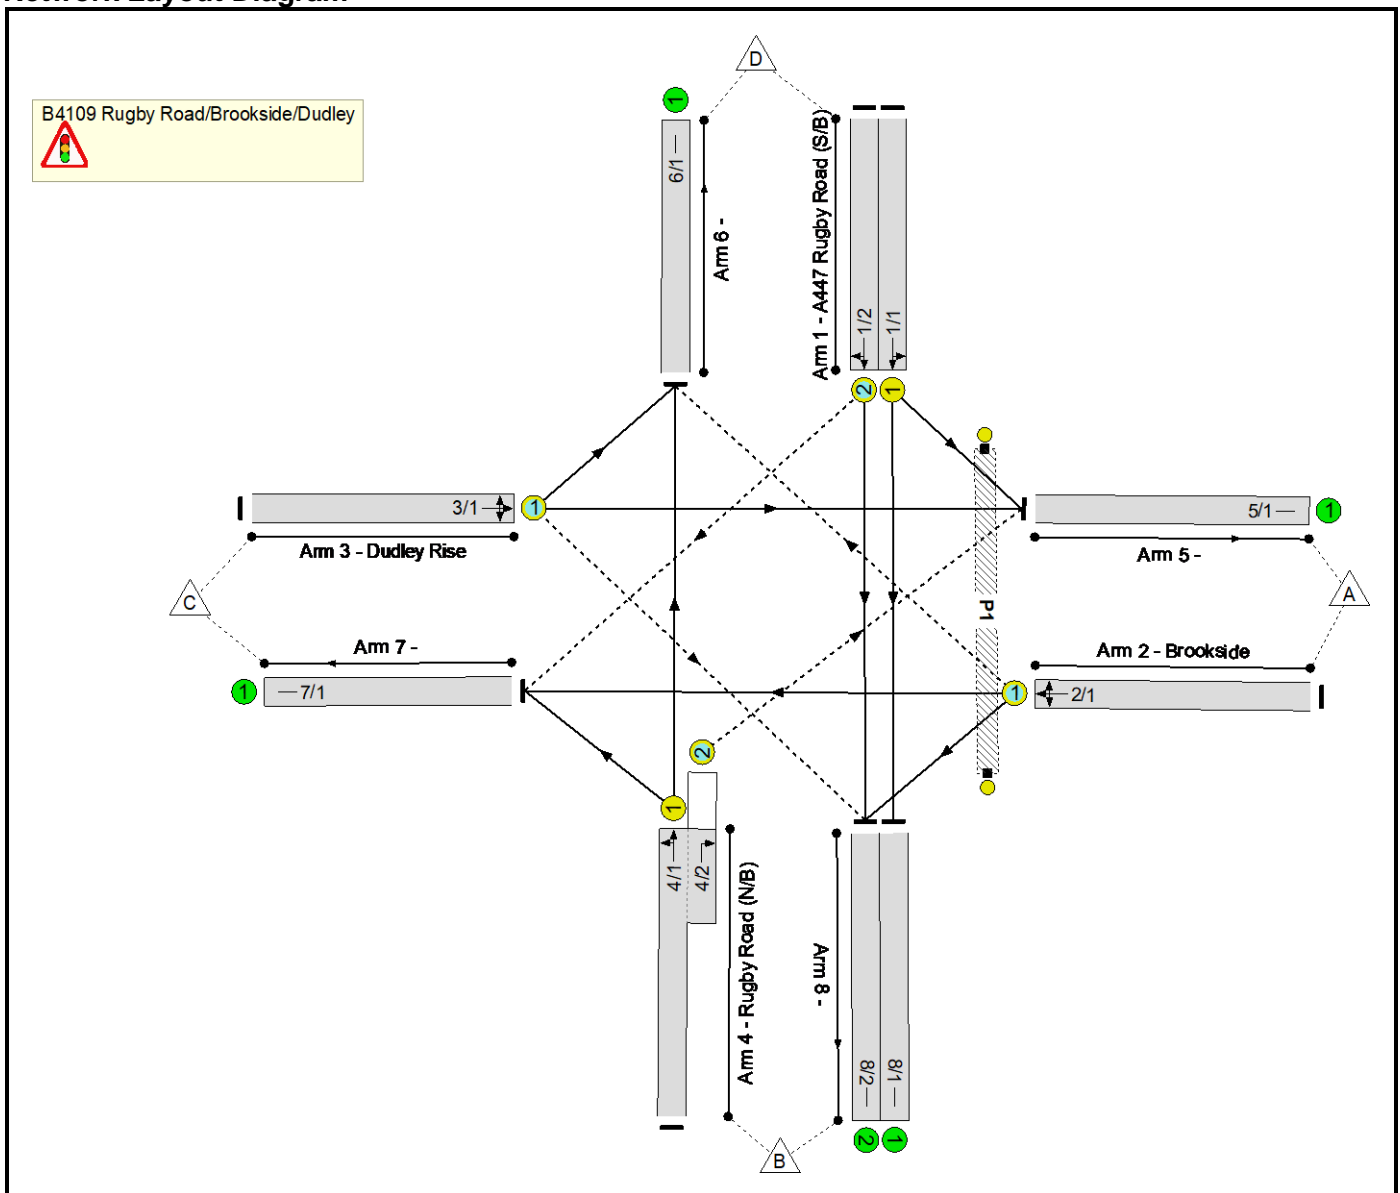 Network Layout Diagram
B4109 Rugby Road/Brookside/Dudley
D
1
6/1
Arm 6 -
Arm 1 - A447 Rugby Road (S/B)
1/2
1/1
2
1
3/1
1
Arm 3 - Dudley Rise
5/1
1
Arm 5 -
C
A
P1
Arm 7 -
Arm 2 - Brookside
1
7/1
1
2/1
2
1
4/1
4/2
Arm 4 - Rugby Road (N/B)
Arm 8 -
8/2
8/1
2
1
B